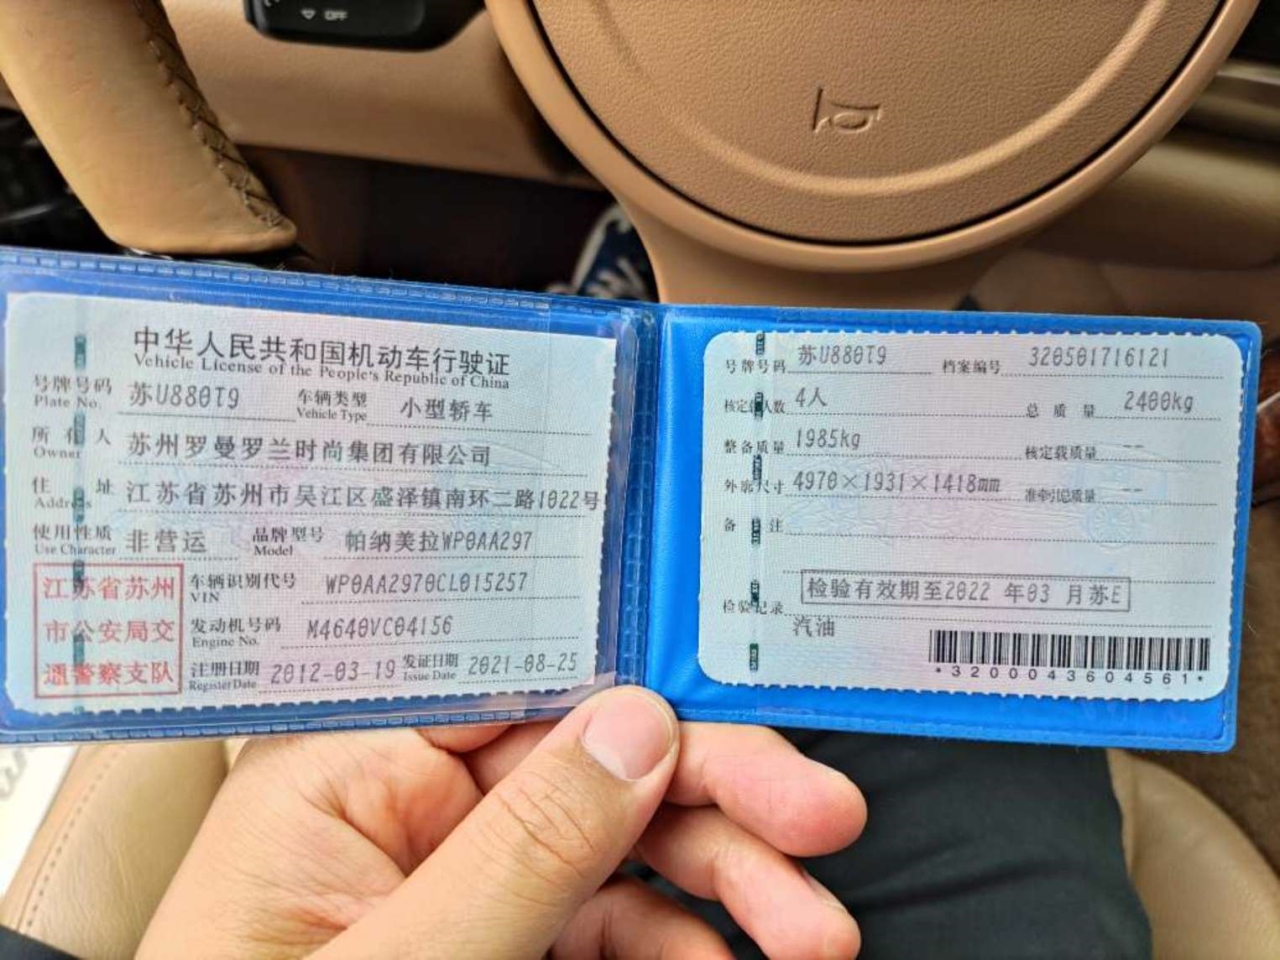 OFF
中华人民共和国机动车行驶证
Vehicle License of the People's Republic of China
号牌号码 苏U880T9 车辆类型 小型轿车
Plate No. Vehicle Type
所有人 苏州罗曼罗兰时尚集团有限公司
Owner
住址 江苏省苏州市吴江区盛泽镇南环二路1022号
Address
使用性质 非营运 品牌型号 帕纳美拉WP0AA297
Use Character Model
江苏省苏州
市公安局交
通警察支队
车辆识别代号 WP0AA2970CL015257
VIN
发动机号码 M4640VC04156
Engine No.
注册日期 2012-03-19 发证日期 2021-08-25
Register Date Issue Date
号牌号码 苏U880T9 档案编号 320501716121
核定载人数 4人 总质量 2400kg
整备质量 1985kg 核定载质量 --
外廓尺寸 4970×1931×1418mm 准牵引总质量 --
备注
检验有效期至2022年03月苏E
检验记录
汽油
*3200043604561*